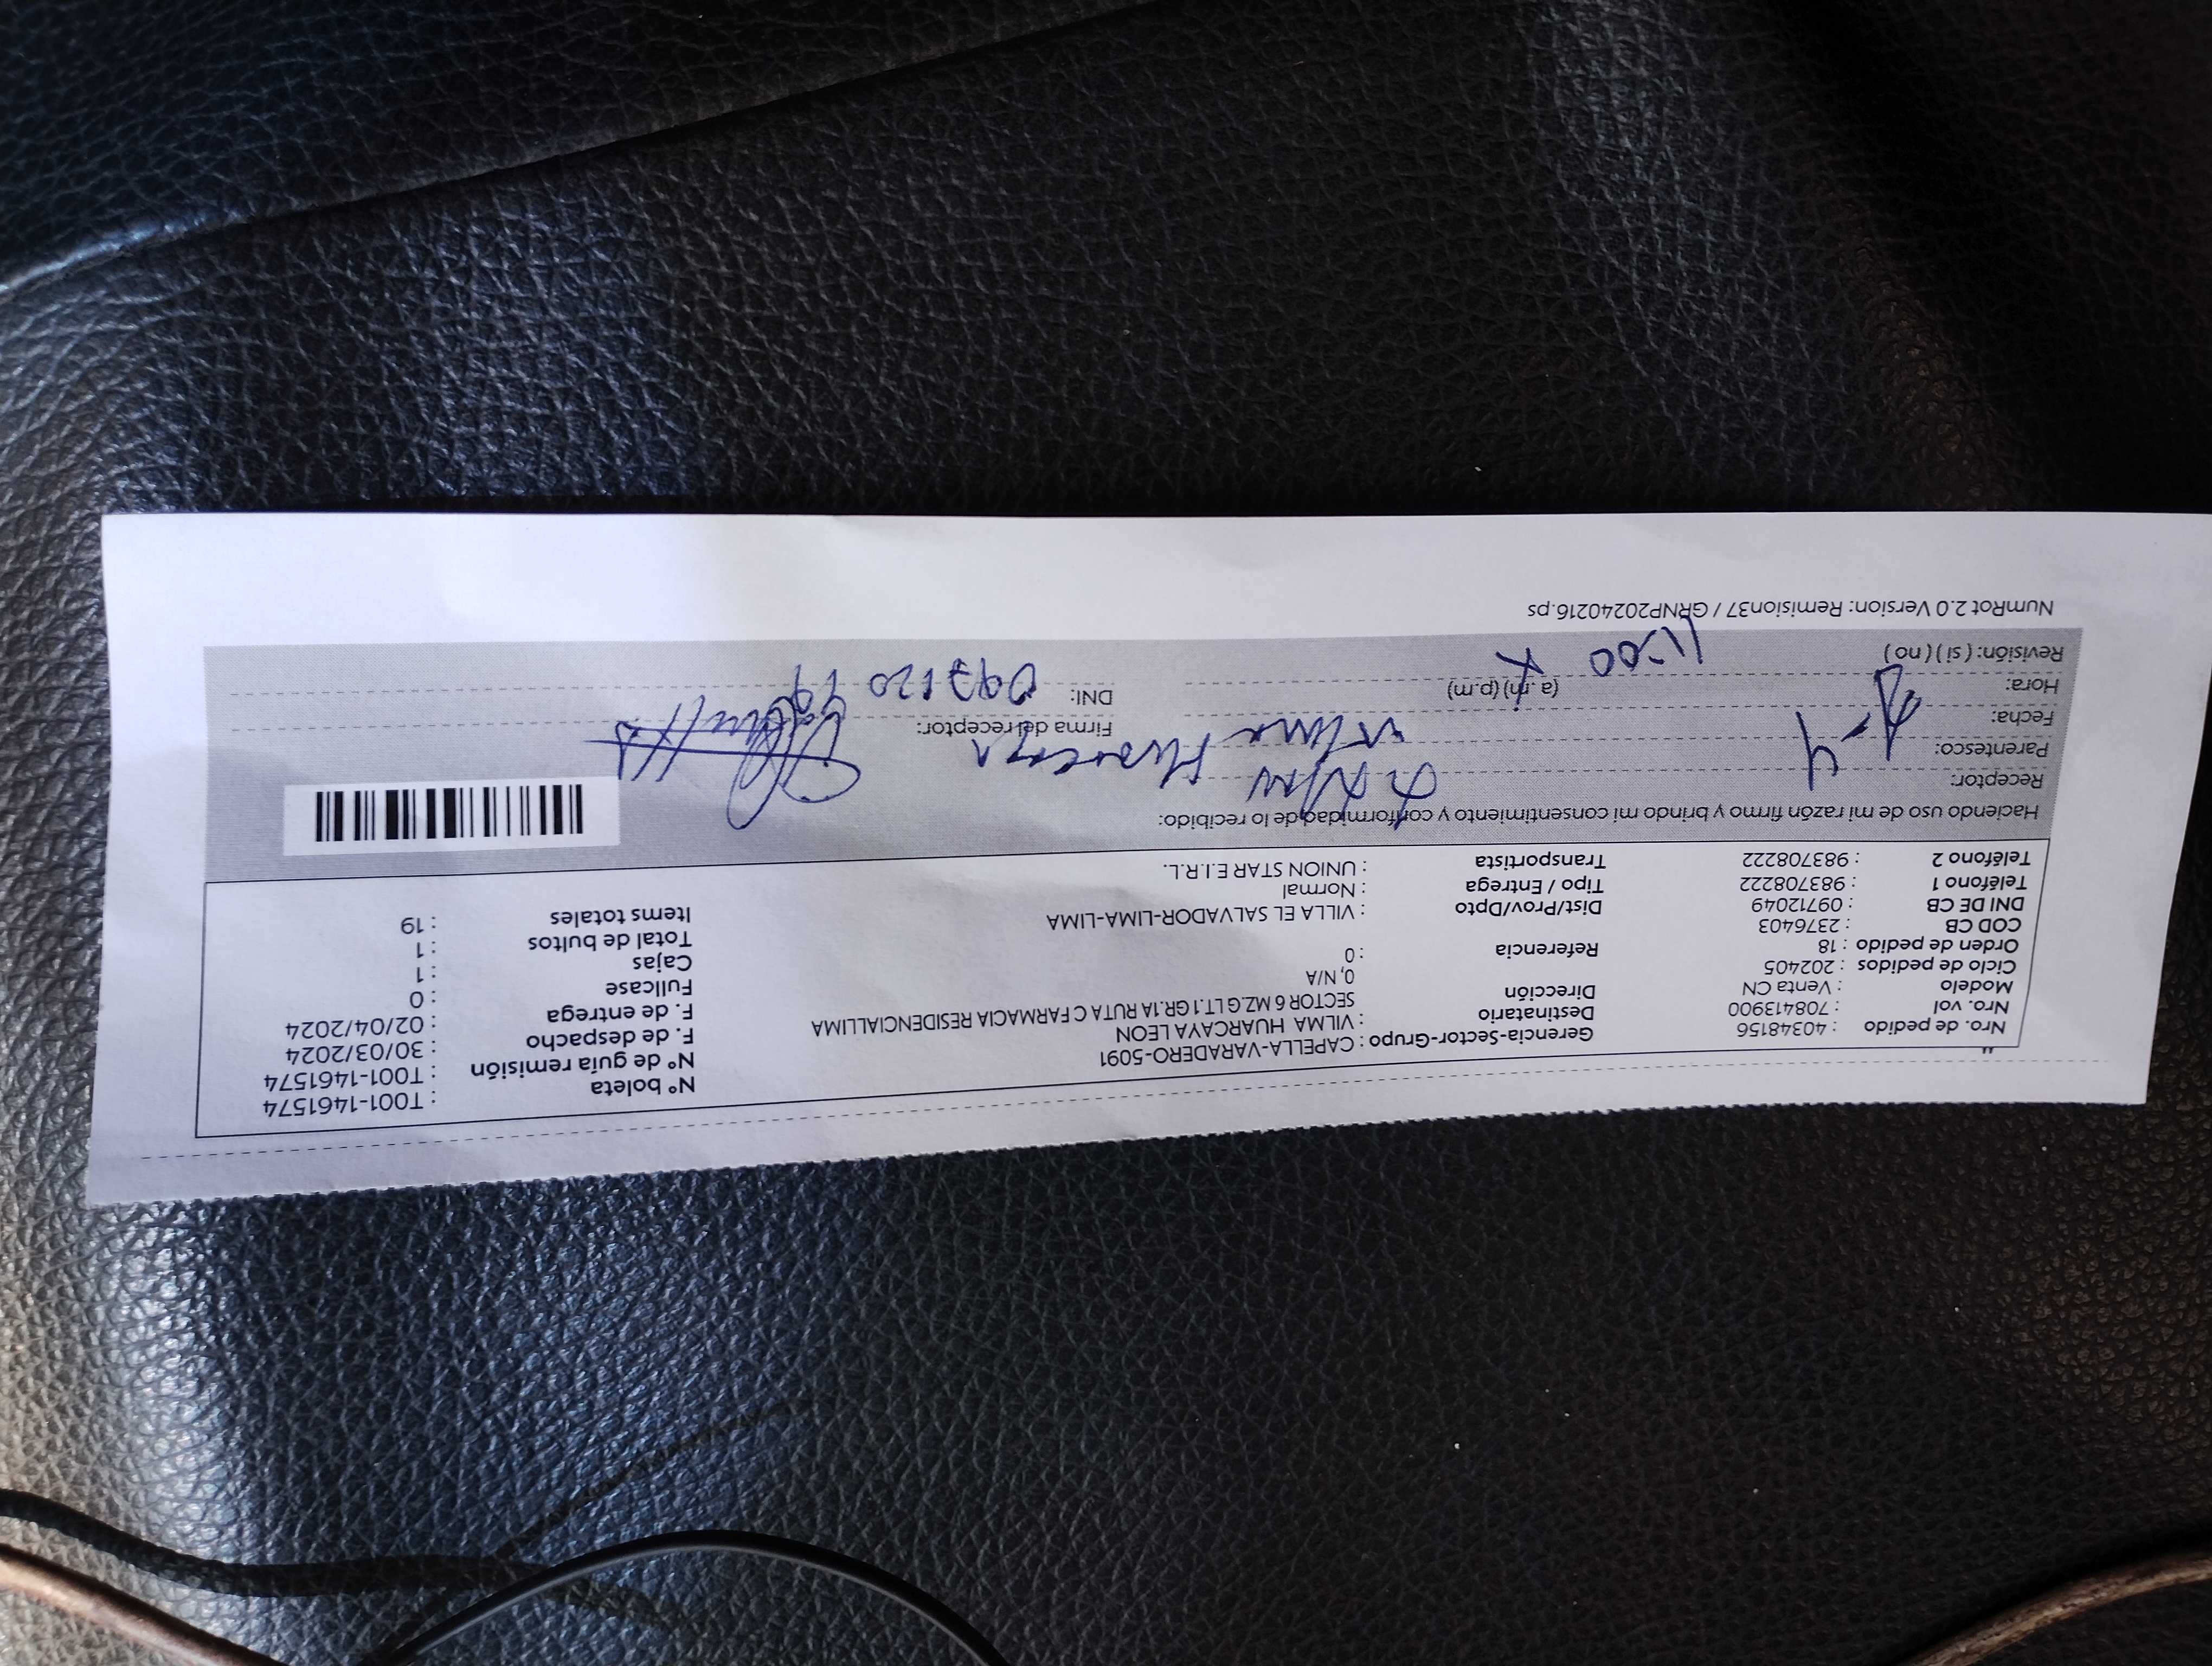 Nro. de pedido : 40348156
Nro. vol : 708413900
Modelo : Venta CN
Ciclo de pedidos : 202405
Orden de pedido : 18
COD CB : 2376403
DNI DE CB : 09712049
Teléfono 1 : 983708222
Teléfono 2 : 983708222
Gerencia-Sector-Grupo : CAPELLA-VARADERO-5091
Destinatario : VILMA HUARCAYA LEON
Dirección SECTOR 6 MZ.G LT.1 GR.1A RUTA C FARMACIA RESIDENCIALLIMA
0, N/A
Referencia : 0
Dist/Prov/Dpto : VILLA EL SALVADOR-LIMA-LIMA
Tipo / Entrega : Normal
Transportista : UNION STAR E.I.R.L.
N° boleta : T001-1461574
N° de guía remisión : T001-1461574
F. de despacho : 30/03/2024
F. de entrega : 02/04/2024
Fullcase : 0
Cajas : 1
Total de bultos : 1
Items totales : 19
Haciendo uso de mi razón firmo y brindo mi consentimiento y conformidad de lo recibido:
Receptor:
Parentesco:
Fecha:
Hora: 11:00 (a.m) (p.m) X
Revisión: ( si ) ( no )
Firma del receptor:
DNI: 09712049
NumRot 2.0 Version: Remision37 / GRNP20240216.ps